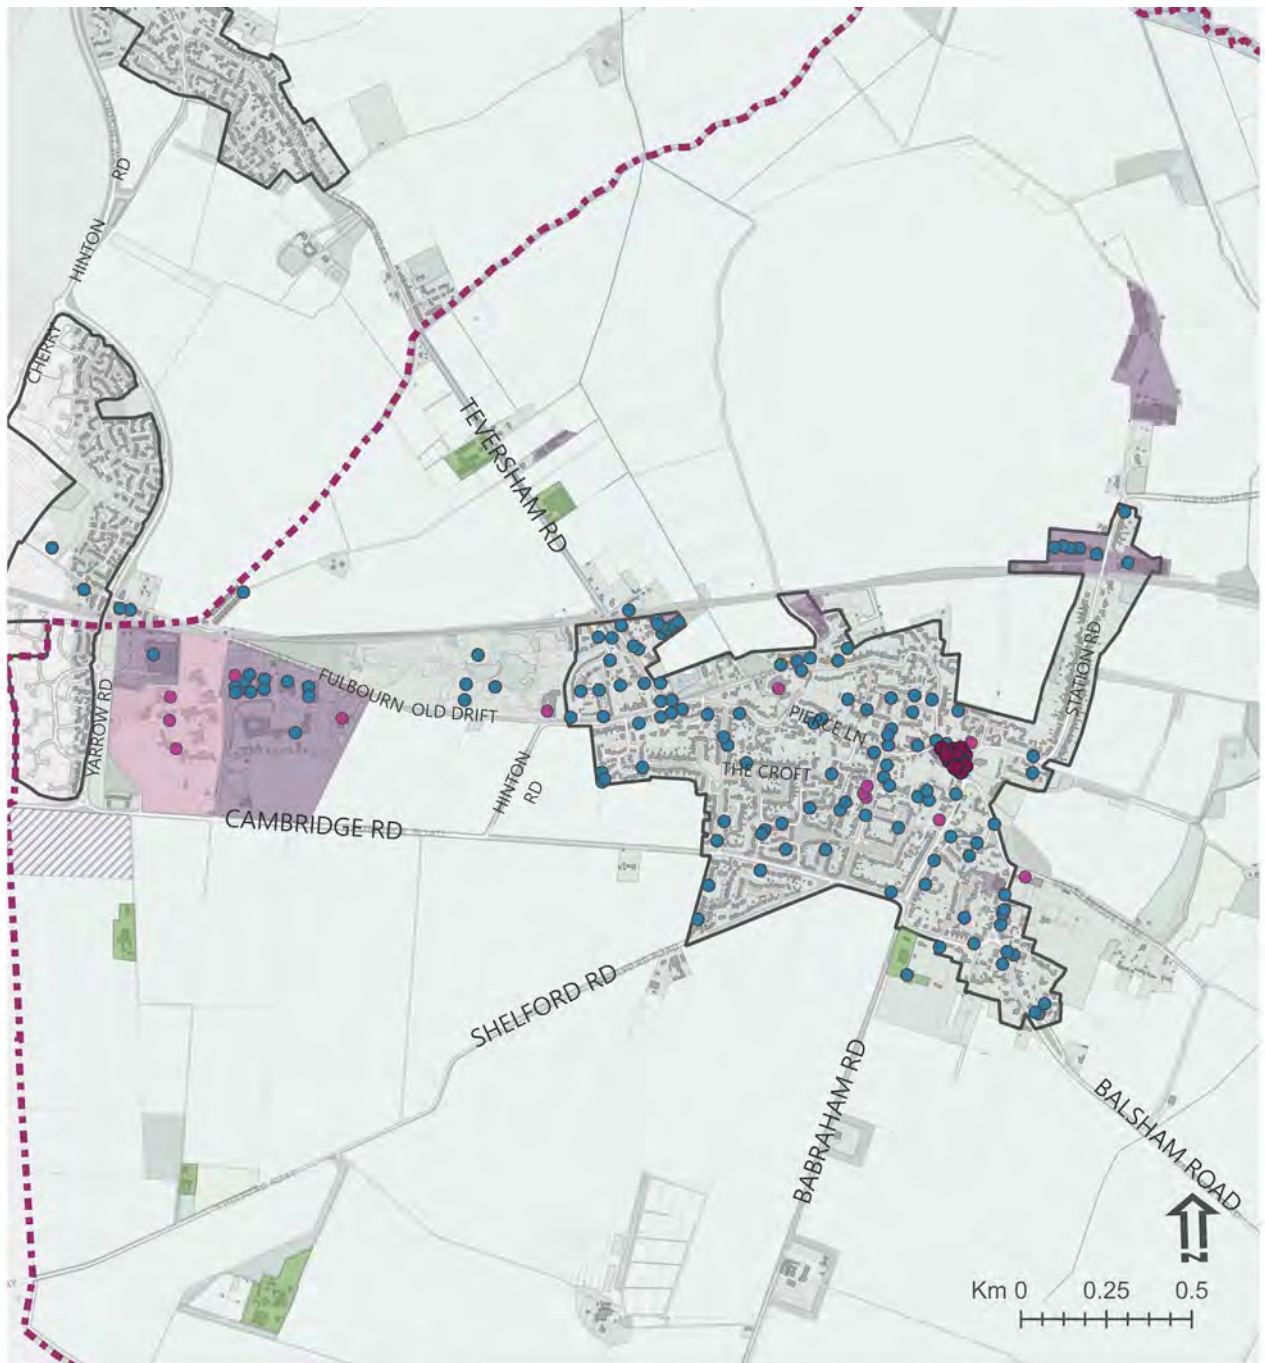 HINTON
RD
CHERRY
TEVERSHAM RD
STATION RD
FULBOURN OLD DRIFT
YARROW RD
PIERCE LN
THE CROFT
HINTON
RD
CAMBRIDGE RD
SHELFORD RD
BABRAHAM RD
BALSHAM ROAD
N
Km 0 0.25 0.5